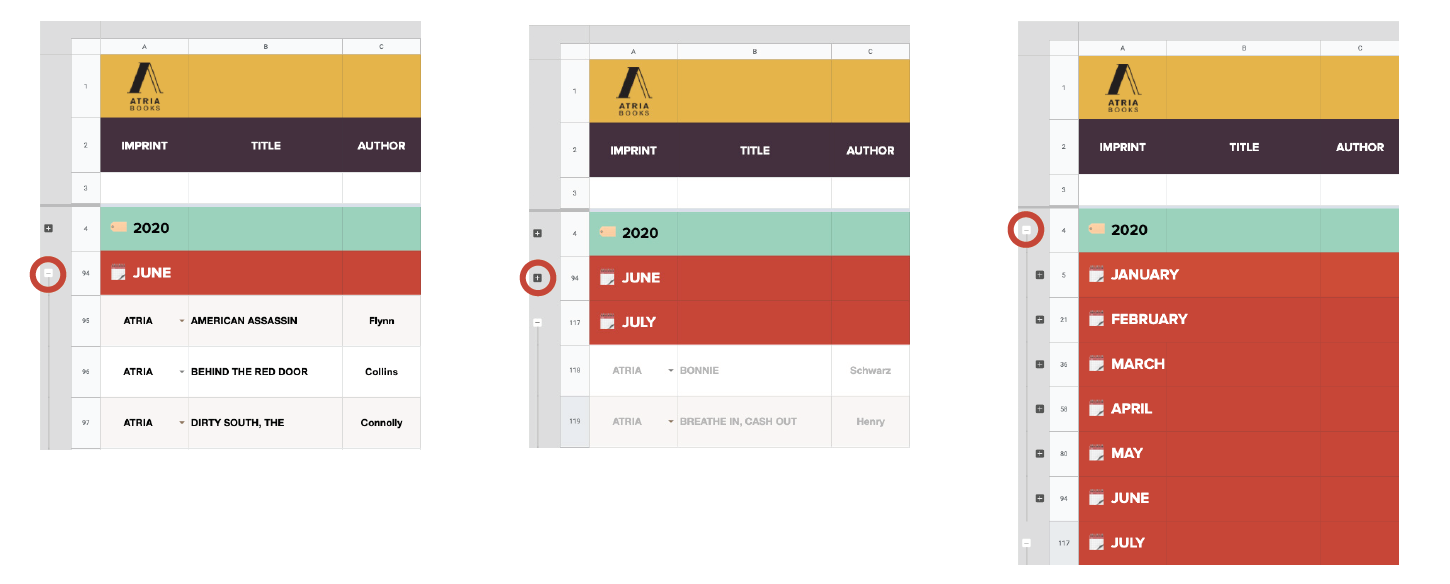 A B C
1 ATRIA BOOKS
2 IMPRINT TITLE AUTHOR
3
4 2020
94 JUNE
95 ATRIA AMERICAN ASSASSIN Flynn
96 ATRIA BEHIND THE RED DOOR Collins
97 ATRIA DIRTY SOUTH, THE Connolly
A B C
1 ATRIA BOOKS
2 IMPRINT TITLE AUTHOR
3
4 2020
94 JUNE
117 JULY
118 ATRIA BONNIE Schwarz
119 ATRIA BREATHE IN, CASH OUT Henry
A B C
1 ATRIA BOOKS
2 IMPRINT TITLE AUTHOR
3
4 2020
5 JANUARY
21 FEBRUARY
36 MARCH
58 APRIL
80 MAY
94 JUNE
117 JULY